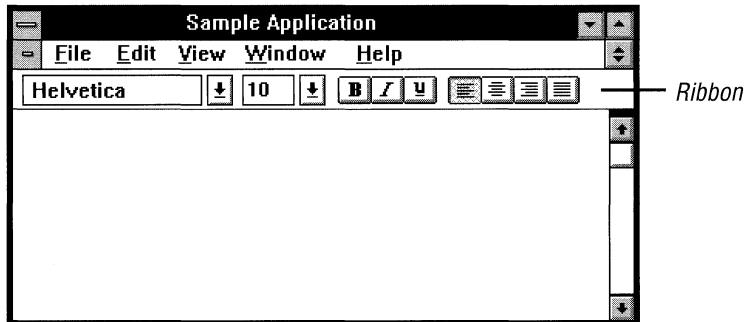 Sample Application
File Edit View Window Help
Helvetica 10 B I U Ribbon